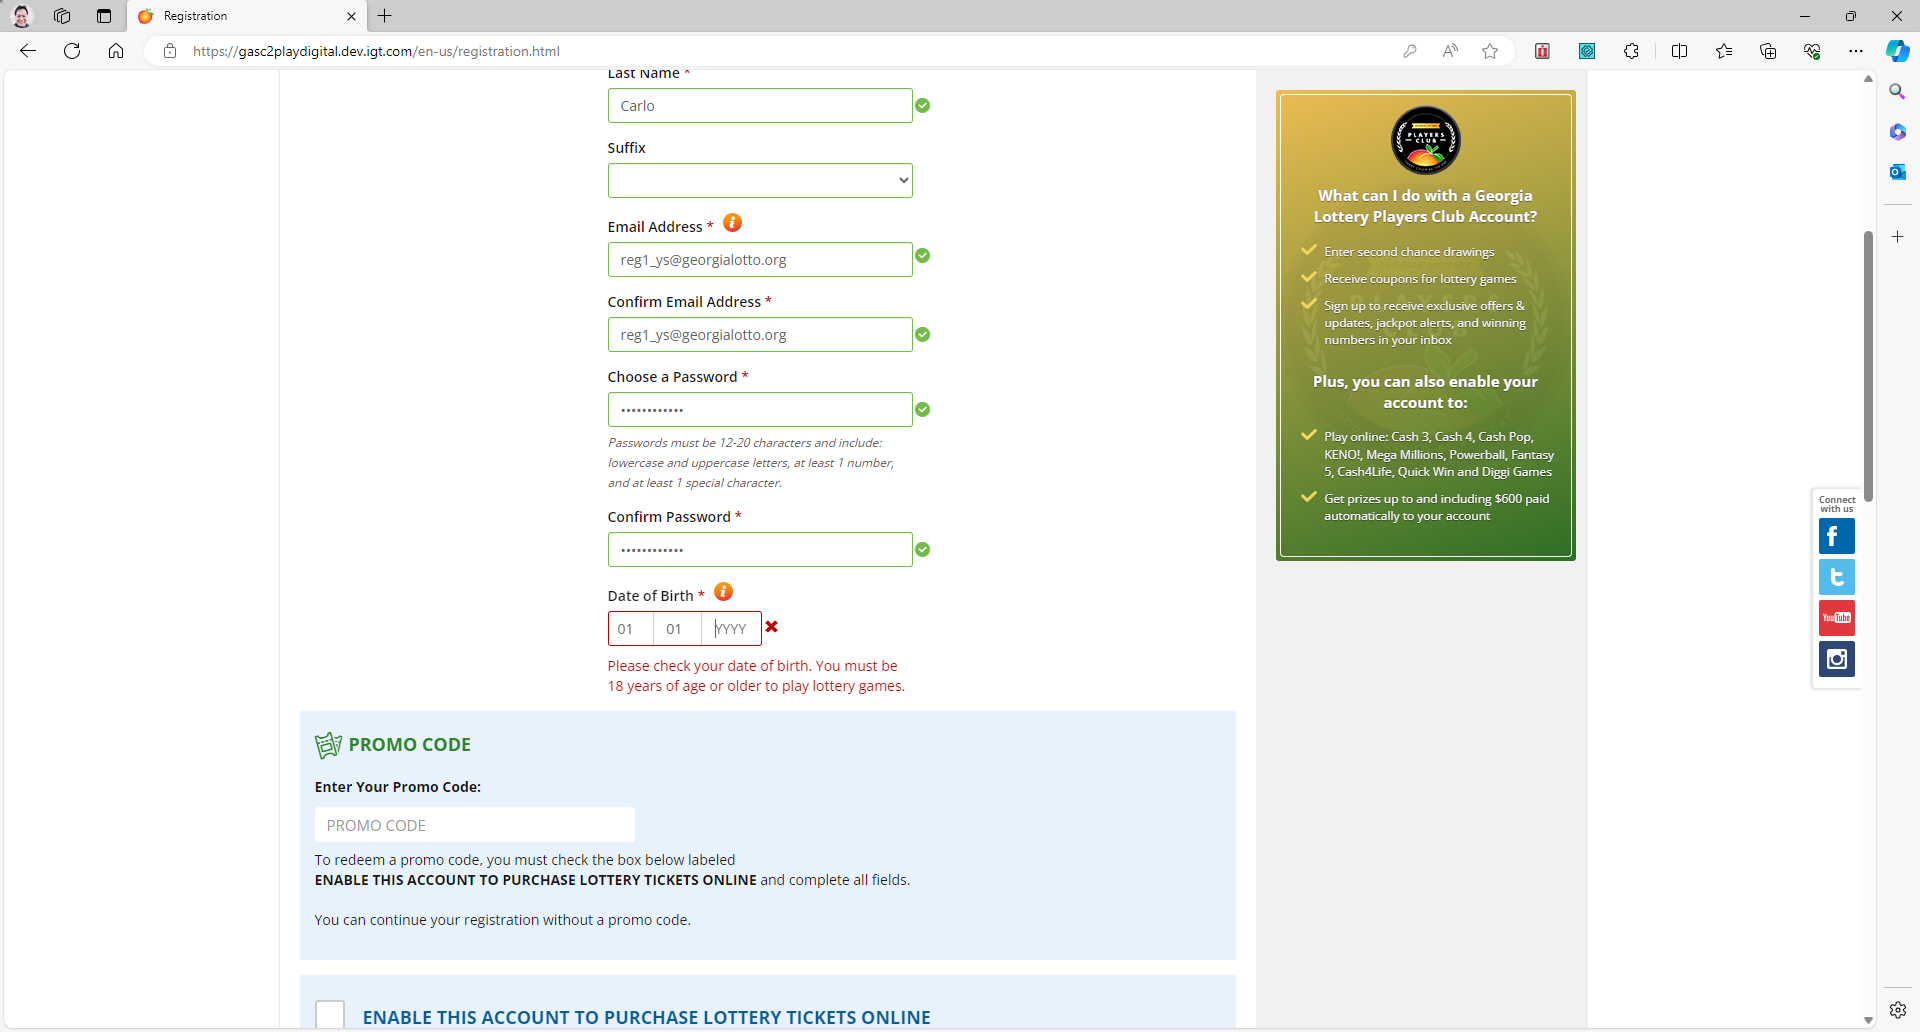 Registration
https://gasc2playdigital.dev.igt.com/en-us/registration.html
Last Name *
Carlo
Suffix
Email Address *
reg1_ys@georgialotto.org
Confirm Email Address *
reg1_ys@georgialotto.org
Choose a Password *
••••••••••••
Passwords must be 12-20 characters and include:
lowercase and uppercase letters, at least 1 number,
and at least 1 special character.
Confirm Password *
••••••••••••
Date of Birth *
01 01 YYYY
Please check your date of birth. You must be
18 years of age or older to play lottery games.
PROMO CODE
Enter Your Promo Code:
PROMO CODE
To redeem a promo code, you must check the box below labeled
ENABLE THIS ACCOUNT TO PURCHASE LOTTERY TICKETS ONLINE and complete all fields.
You can continue your registration without a promo code.
ENABLE THIS ACCOUNT TO PURCHASE LOTTERY TICKETS ONLINE
PLAYERS
CLUB
What can I do with a Georgia
Lottery Players Club Account?
Enter second chance drawings
Receive coupons for lottery games
Sign up to receive exclusive offers &
updates, jackpot alerts, and winning
numbers in your inbox
Plus, you can also enable your
account to:
Play online: Cash 3, Cash 4, Cash Pop,
KENO!, Mega Millions, Powerball, Fantasy
5, Cash4Life, Quick Win and Diggi Games
Get prizes up to and including $600 paid
automatically to your account
Connect
with us
YouTube